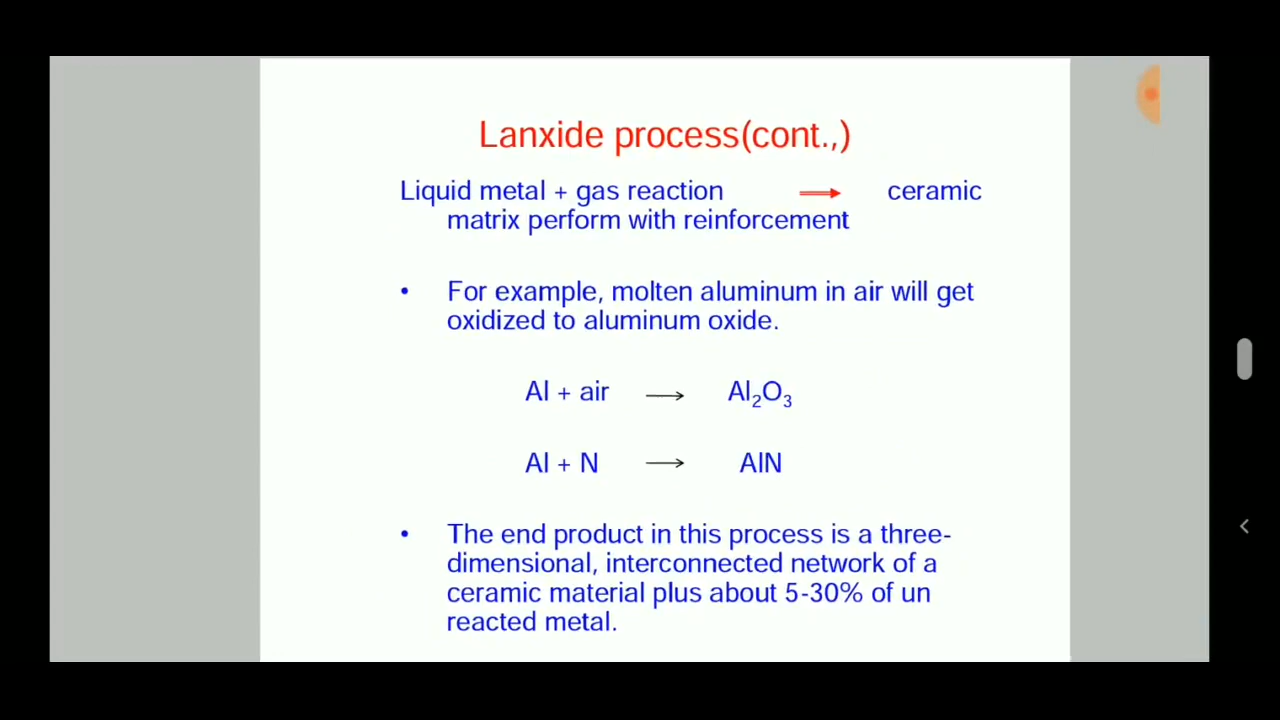 Lanxide process(cont.,)
Liquid metal + gas reaction → ceramic
matrix perform with reinforcement
• For example, molten aluminum in air will get
oxidized to aluminum oxide.
Al + air → Al₂O₃
Al + N → AlN
• The end product in this process is a three-
dimensional, interconnected network of a
ceramic material plus about 5-30% of un
reacted metal.